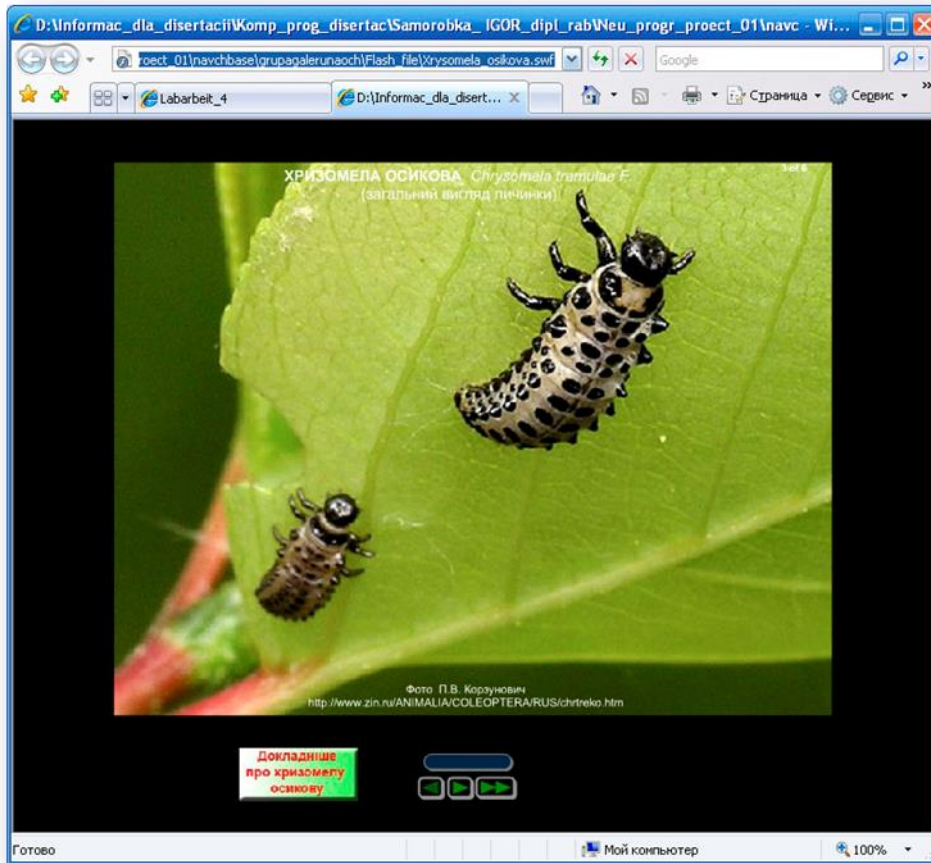 D:\Informac_dla_disertacii\Komp_prog_disertac\Samorobka_ IGOR_dipl_rab\Neu_progr_proect_01\navc - Wi...
roect_01\navchbase\grupagalerunaoch\Flash_file\Xrysomela_osikova.swf
Google
Labarbeit_4
D:\Informac_dla_disert...
Страница
Сервис
ХРИЗОМЕЛА ОСИКОВА Chrysomela tramulae F.
(загальний вигляд личинки)
Фото П.В. Корзунович
http://www.zin.ru/ANIMALIA/COLEOPTERA/RUS/chrtreko.htm
Докладніше
про хризомелу
осикову
Готово
Мой компьютер
100%